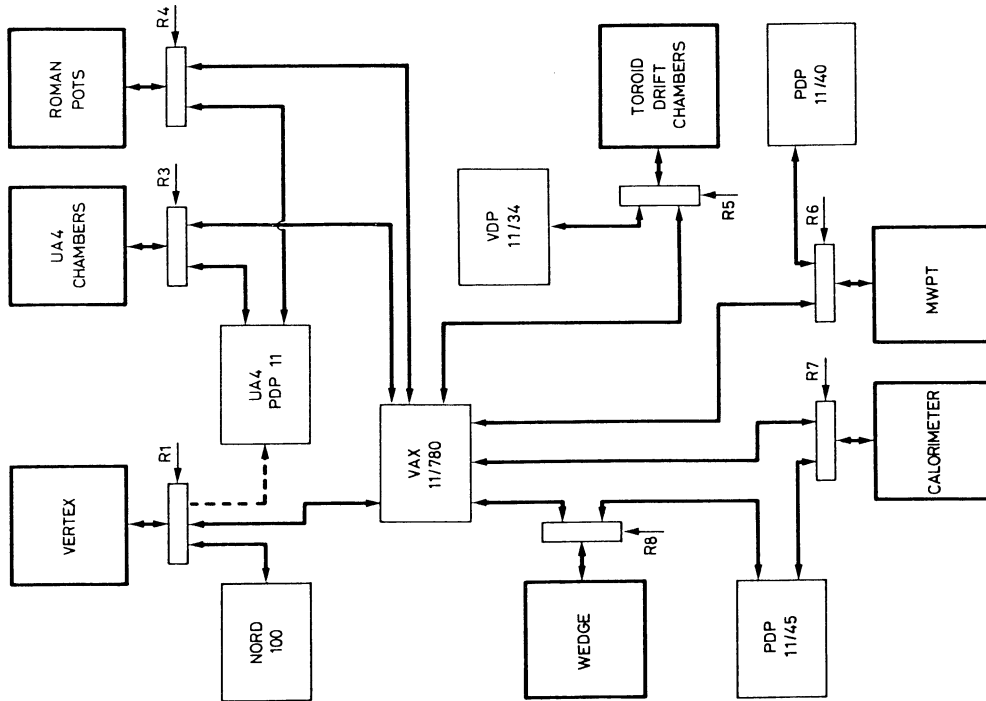 ROMAN
POTS
R4
UA4
CHAMBERS
R3
VERTEX
R1
UA4
PDP 11
NORD
100
VAX
11/780
VDP
11/34
TOROID
DRIFT
CHAMBERS
R5
PDP
11/40
R6
MWPT
R7
CALORIMETER
R8
WEDGE
PDP
11/45